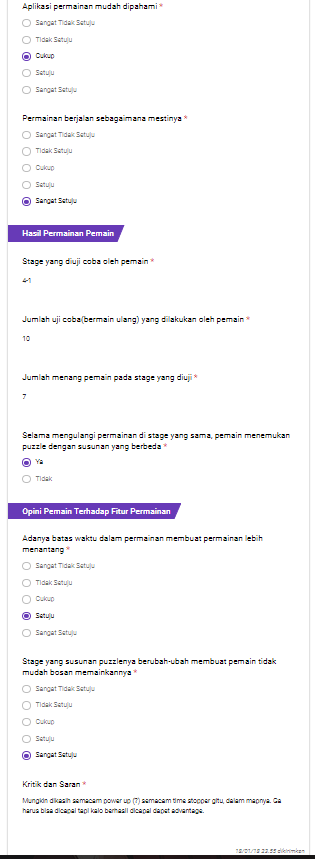 Aplikasi permainan mudah dipahami *
Sangat Tidak Setuju
Tidak Setuju
Cukup
Setuju
Sangat Setuju
Permainan berjalan sebagaimana mestinya *
Sangat Tidak Setuju
Tidak Setuju
Cukup
Setuju
Sangat Setuju
Hasil Permainan Pemain
Stage yang diuji coba oleh pemain *
4-1
Jumlah uji coba(bermain ulang) yang dilakukan oleh pemain *
10
Jumlah menang pemain pada stage yang diuji *
7
Selama mengulangi permainan di stage yang sama, pemain menemukan
puzzle dengan susunan yang berbeda *
Ya
Tidak
Opini Pemain Terhadap Fitur Permainan
Adanya batas waktu dalam permainan membuat permainan lebih
menantang *
Sangat Tidak Setuju
Tidak Setuju
Cukup
Setuju
Sangat Setuju
Stage yang susunan puzzlenya berubah-ubah membuat pemain tidak
mudah bosan memainkannya *
Sangat Tidak Setuju
Tidak Setuju
Cukup
Setuju
Sangat Setuju
Kritik dan Saran *
Mungkin dikasih semacam power up (?) semacam time stopper gitu, dalam mapnya. Ga
harus bisa dicapai tapi kalo berhasil dicapai dapet advantage.
18/01/18 23.55 dikirimkan